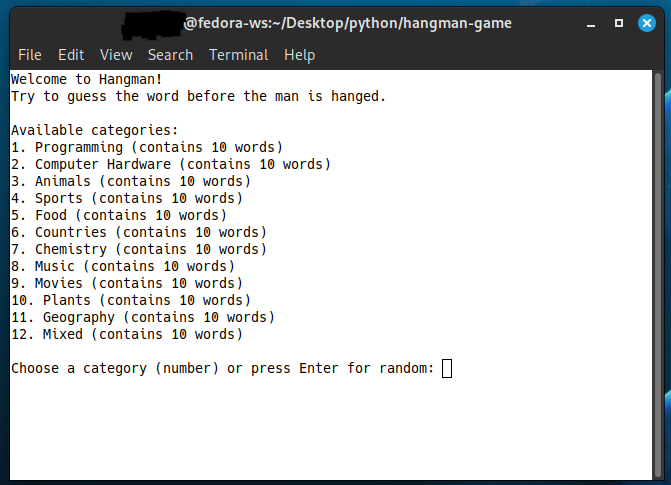 @fedora-ws:~/Desktop/python/hangman-game
File Edit View Search Terminal Help
Welcome to Hangman!
Try to guess the word before the man is hanged.
Available categories:
1. Programming (contains 10 words)
2. Computer Hardware (contains 10 words)
3. Animals (contains 10 words)
4. Sports (contains 10 words)
5. Food (contains 10 words)
6. Countries (contains 10 words)
7. Chemistry (contains 10 words)
8. Music (contains 10 words)
9. Movies (contains 10 words)
10. Plants (contains 10 words)
11. Geography (contains 10 words)
12. Mixed (contains 10 words)
Choose a category (number) or press Enter for random: